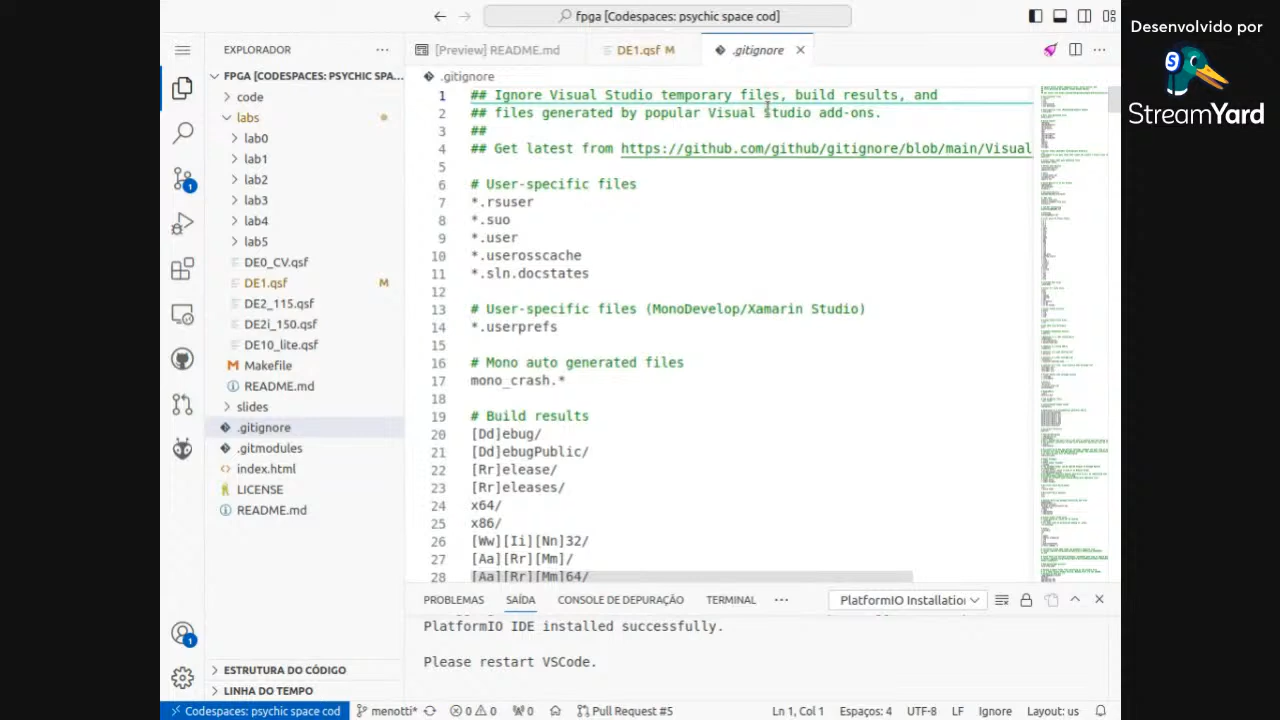 fpga [Codespaces: psychic space cod]
Desenvolvido por
S
StreamYard
EXPLORADOR
FPGA [CODESPACES: PSYCHIC SPA...
code
labs
lab0
lab1
lab2
lab3
lab4
lab5
DE0_CV.qsf
DE1.qsf M
DE2_115.qsf
DE2i_150.qsf
DE10_lite.qsf
Makefile
README.md
slides
.gitignore
.gitmodules
index.html
LICENSE
README.md
ESTRUTURA DO CÓDIGO
LINHA DO TEMPO
1
1
[Preview] README.md
DE1.qsf M
.gitignore
.gitignore
1 ## Ignore Visual Studio temporary files, build results, and
2 ## files generated by popular Visual Studio add-ons.
3 ##
4 ## Get latest from https://github.com/github/gitignore/blob/main/Visual
5
6 # User-specific files
7 *.rsuser
8 *.suo
9 *.user
10 *.userosscache
11 *.sln.docstates
12
13 # User-specific files (MonoDevelop/Xamarin Studio)
14 *.userprefs
15
16 # Mono auto generated files
17 mono_crash.*
18
19 # Build results
20 [Dd]ebug/
21 [Dd]ebugPublic/
22 [Rr]elease/
23 [Rr]eleases/
24 x64/
25 x86/
26 [Ww][Ii][Nn]32/
27 [Aa][Rr][Mm]/
28 [Aa][Rr][Mm]64/
PROBLEMAS SAÍDA CONSOLE DE DEPURAÇÃO TERMINAL ... PlatformIO Installation
PlatformIO IDE installed successfully.
Please restart VSCode.
Codespaces: psychic space cod menotti* 0 0 0 Pull Request #5 Ln 1, Col 1 Espaços: 4 UTF-8 LF Ignore Layout: us